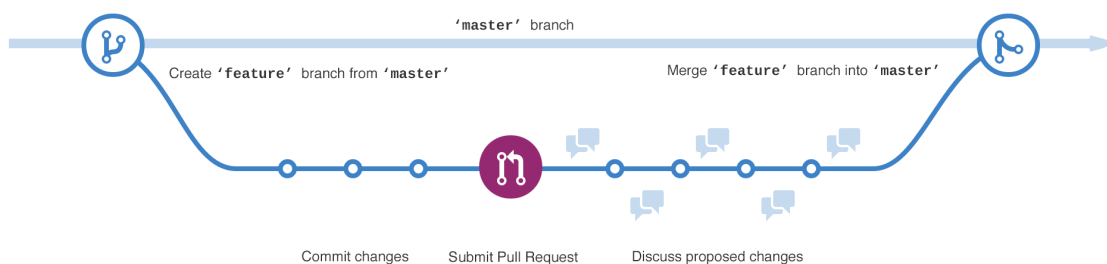 ‘master’ branch
Create ‘feature’ branch from ‘master’
Merge ‘feature’ branch into ‘master’
Commit changes
Submit Pull Request
Discuss proposed changes